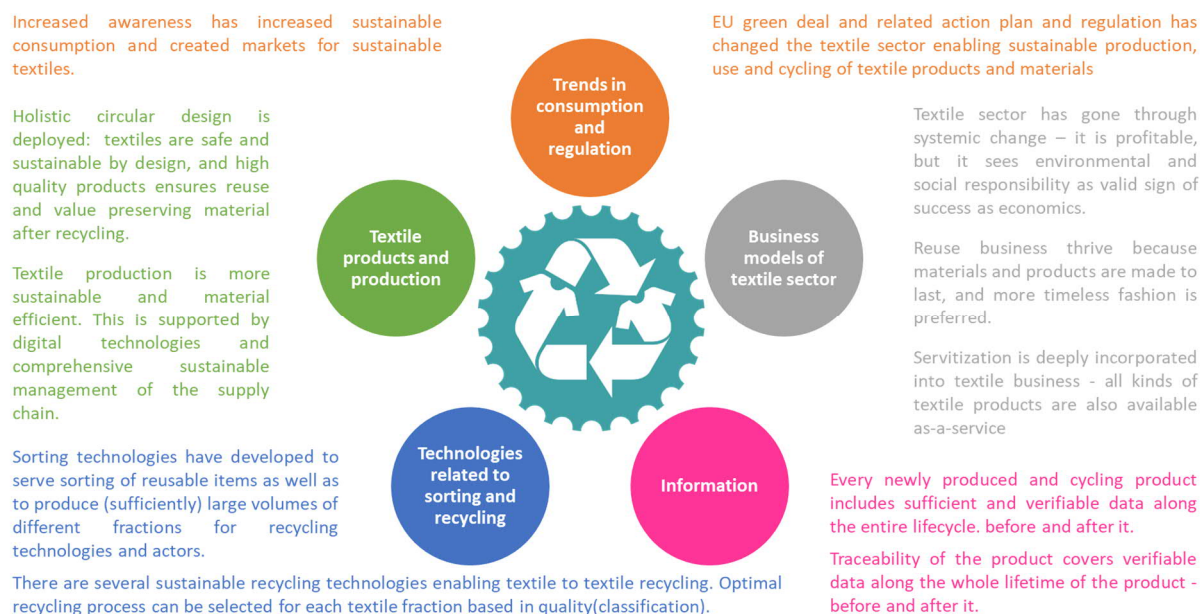 Increased awareness has increased sustainable
consumption and created markets for sustainable
textiles.
EU green deal and related action plan and regulation has
changed the textile sector enabling sustainable production,
use and cycling of textile products and materials
Trends in
consumption
and
regulation
Holistic circular design is
deployed: textiles are safe and
sustainable by design, and high
quality products ensures reuse
and value preserving material
after recycling.
Textile production is more
sustainable and material
efficient. This is supported by
digital technologies and
comprehensive sustainable
management of the supply
chain.
Textile
products and
production
Business
models of
textile sector
Textile sector has gone through
systemic change – it is profitable,
but it sees environmental and
social responsibility as valid sign of
success as economics.
Reuse business thrive because
materials and products are made to
last, and more timeless fashion is
preferred.
Servitization is deeply incorporated
into textile business - all kinds of
textile products are also available
as-a-service
Technologies
related to
sorting and
recycling
Information
Sorting technologies have developed to
serve sorting of reusable items as well as
to produce (sufficiently) large volumes of
different fractions for recycling
technologies and actors.
There are several sustainable recycling technologies enabling textile to textile recycling. Optimal
recycling process can be selected for each textile fraction based in quality(classification).
Every newly produced and cycling product
includes sufficient and verifiable data along
the entire lifecycle. before and after it.
Traceability of the product covers verifiable
data along the whole lifetime of the product -
before and after it.